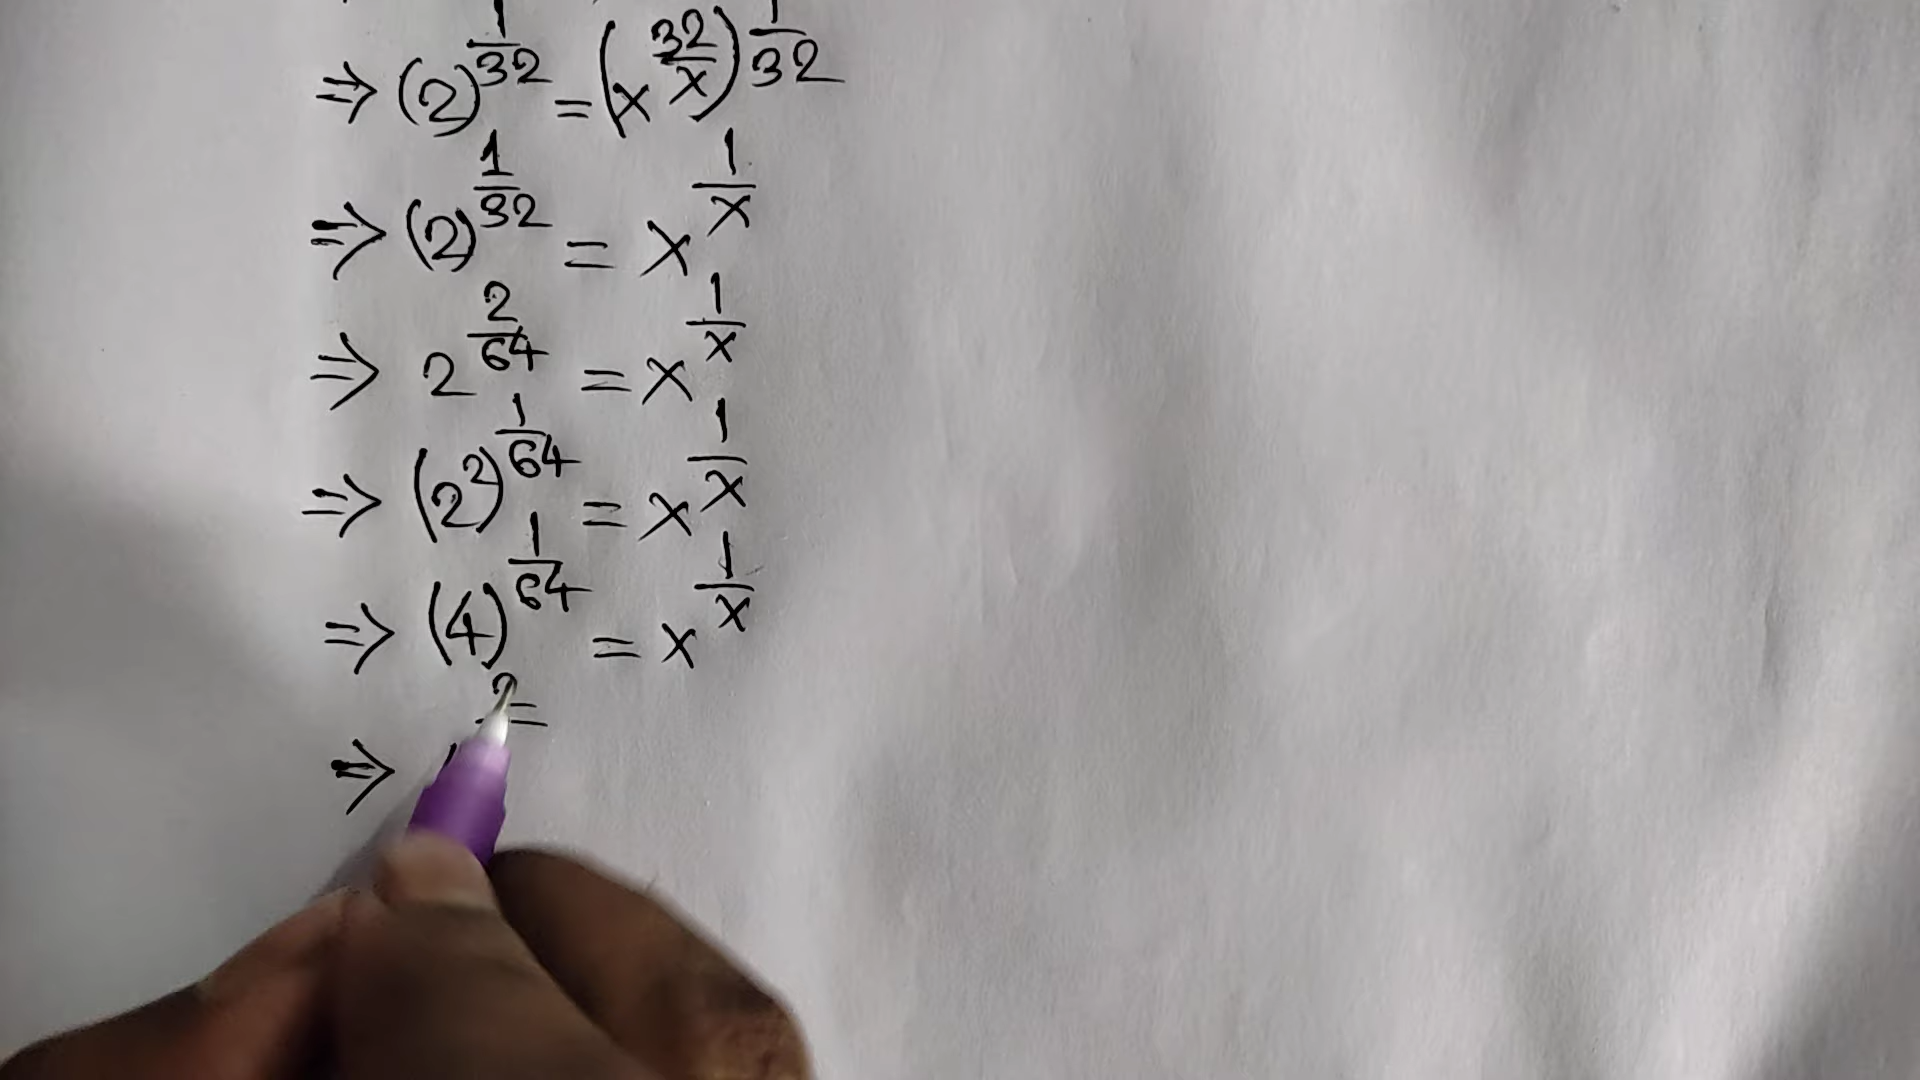 ⇒ (2)^(1/32) = (x^(32/x))^(1/32)
⇒ (2)^(1/32) = x^(1/x)
⇒ 2^(2/64) = x^(1/x)
⇒ (2^2)^(1/64) = x^(1/x)
⇒ (4)^(1/64) = x^(1/x)
⇒